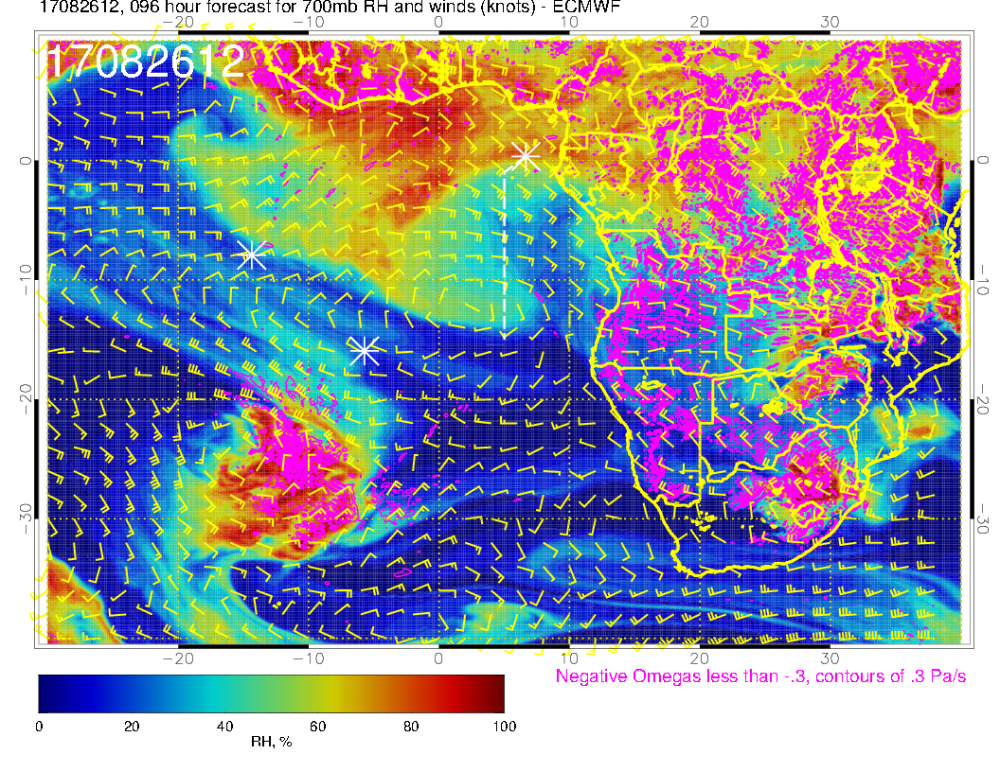 17082612, 096 hour forecast for 700mb RH and winds (knots) - ECMWF
−20 −10 0 10 20 30
17082612
0 0
−10 −10
−20 −20
−30 −30
−20 −10 0 10 20 30
Negative Omegas less than -.3, contours of .3 Pa/s
0 20 40 60 80 100
RH, %